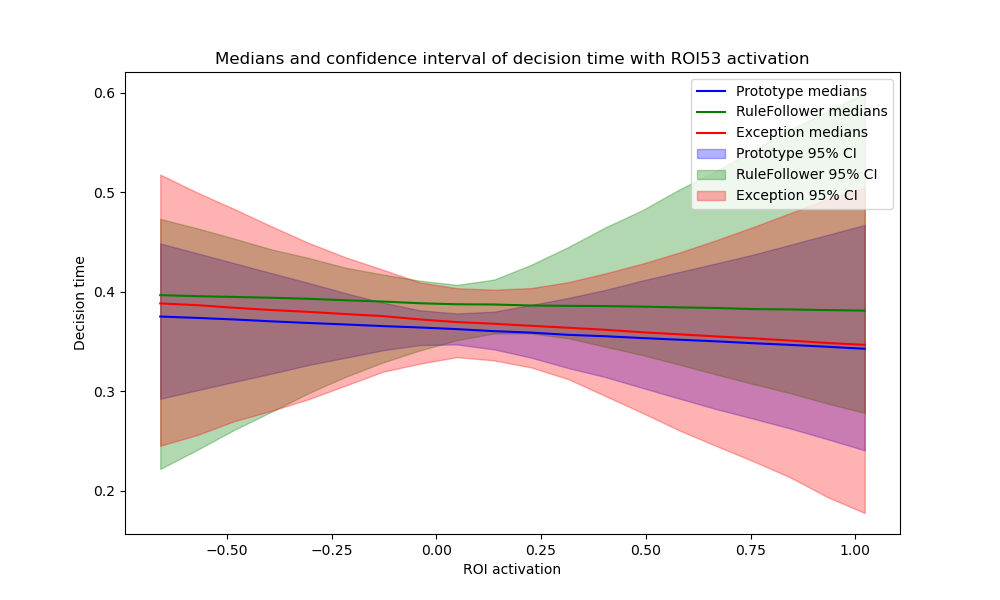 Medians and confidence interval of decision time with ROI53 activation
Prototype medians
RuleFollower medians
Exception medians
Prototype 95% CI
RuleFollower 95% CI
Exception 95% CI
0.6
0.5
0.4
0.3
0.2
Decision time
−0.50
−0.25
0.00
0.25
0.50
0.75
1.00
ROI activation